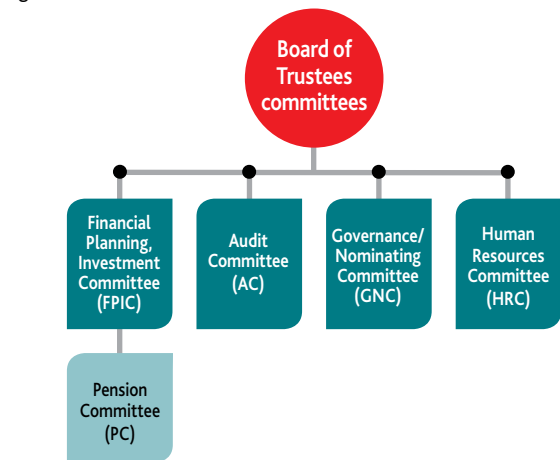 Board of
Trustees
committees
Financial
Planning,
Investment
Committee
(FPIC)
Audit
Committee
(AC)
Governance/
Nominating
Committee
(GNC)
Human
Resources
Committee
(HRC)
Pension
Committee
(PC)